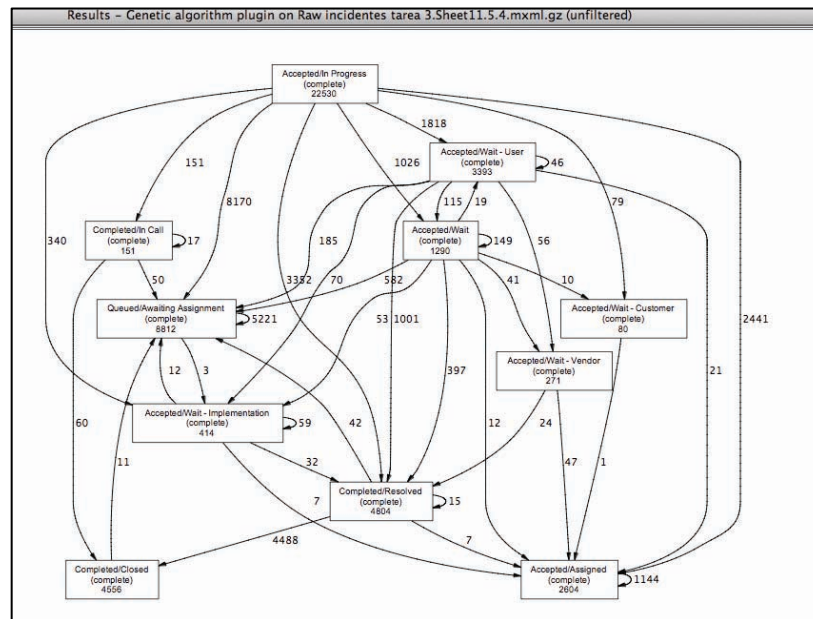 Results - Genetic algorithm plugin on Raw incidentes tarea 3.Sheet11.5.4.mxml.gz (unfiltered)
Accepted/In Progress
(complete)
22530
1818
Accepted/Wait - User
(complete)
3393
46
151
1026
8170
115
19
79
Completed/In Call
(complete)
151
17
Accepted/Wait
(complete)
1290
149
340
185
56
50
3352
70
582
41
10
Queued/Awaiting Assignment
(complete)
8812
5221
Accepted/Wait - Customer
(complete)
80
2441
53
1001
Accepted/Wait - Vendor
(complete)
271
12
3
397
21
Accepted/Wait - Implementation
(complete)
414
59
60
42
12
24
11
32
47
1
Completed/Resolved
(complete)
4804
15
7
4488
7
Completed/Closed
(complete)
4556
Accepted/Assigned
(complete)
2604
1144